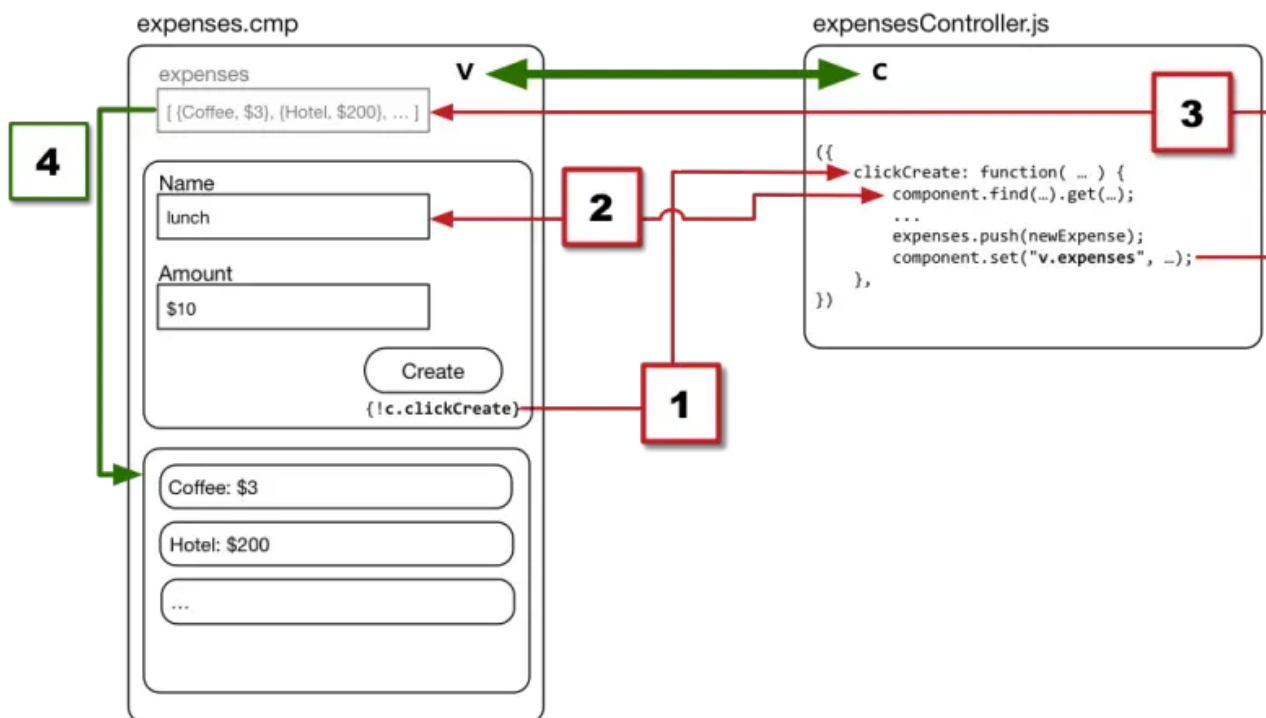 expenses.cmp
expenses
V
[ {Coffee, $3}, {Hotel, $200}, … ]
4
Name
lunch
Amount
$10
Create
{!c.clickCreate}
Coffee: $3
Hotel: $200
…
2
1
expensesController.js
C
3
({
clickCreate: function( … ) {
component.find(…).get(…);
...
expenses.push(newExpense);
component.set("v.expenses", …);
},
})